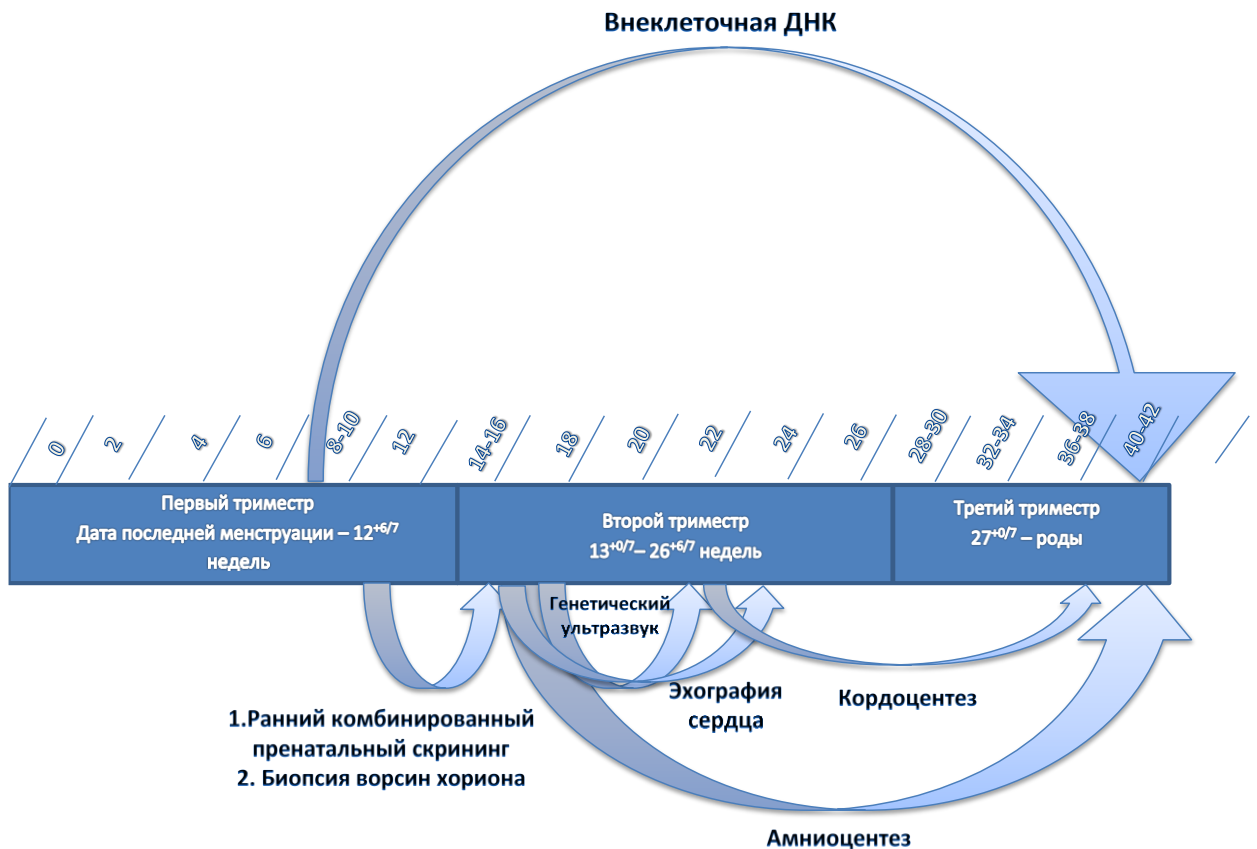 Внеклеточная ДНК
0
2
4
6
8-10
12
14-16
18
20
22
24
26
28-30
32-34
36-38
40-42
Первый триместр
Дата последней менструации – 12⁺⁶/⁷
недель
Второй триместр
13⁺⁰/⁷– 26⁺⁶/⁷ недель
Третий триместр
27⁺⁰/⁷ – роды
Генетический
ультразвук
Эхография
сердца
Кордоцентез
1.Ранний комбинированный
пренатальный скрининг
2. Биопсия ворсин хориона
Амниоцентез